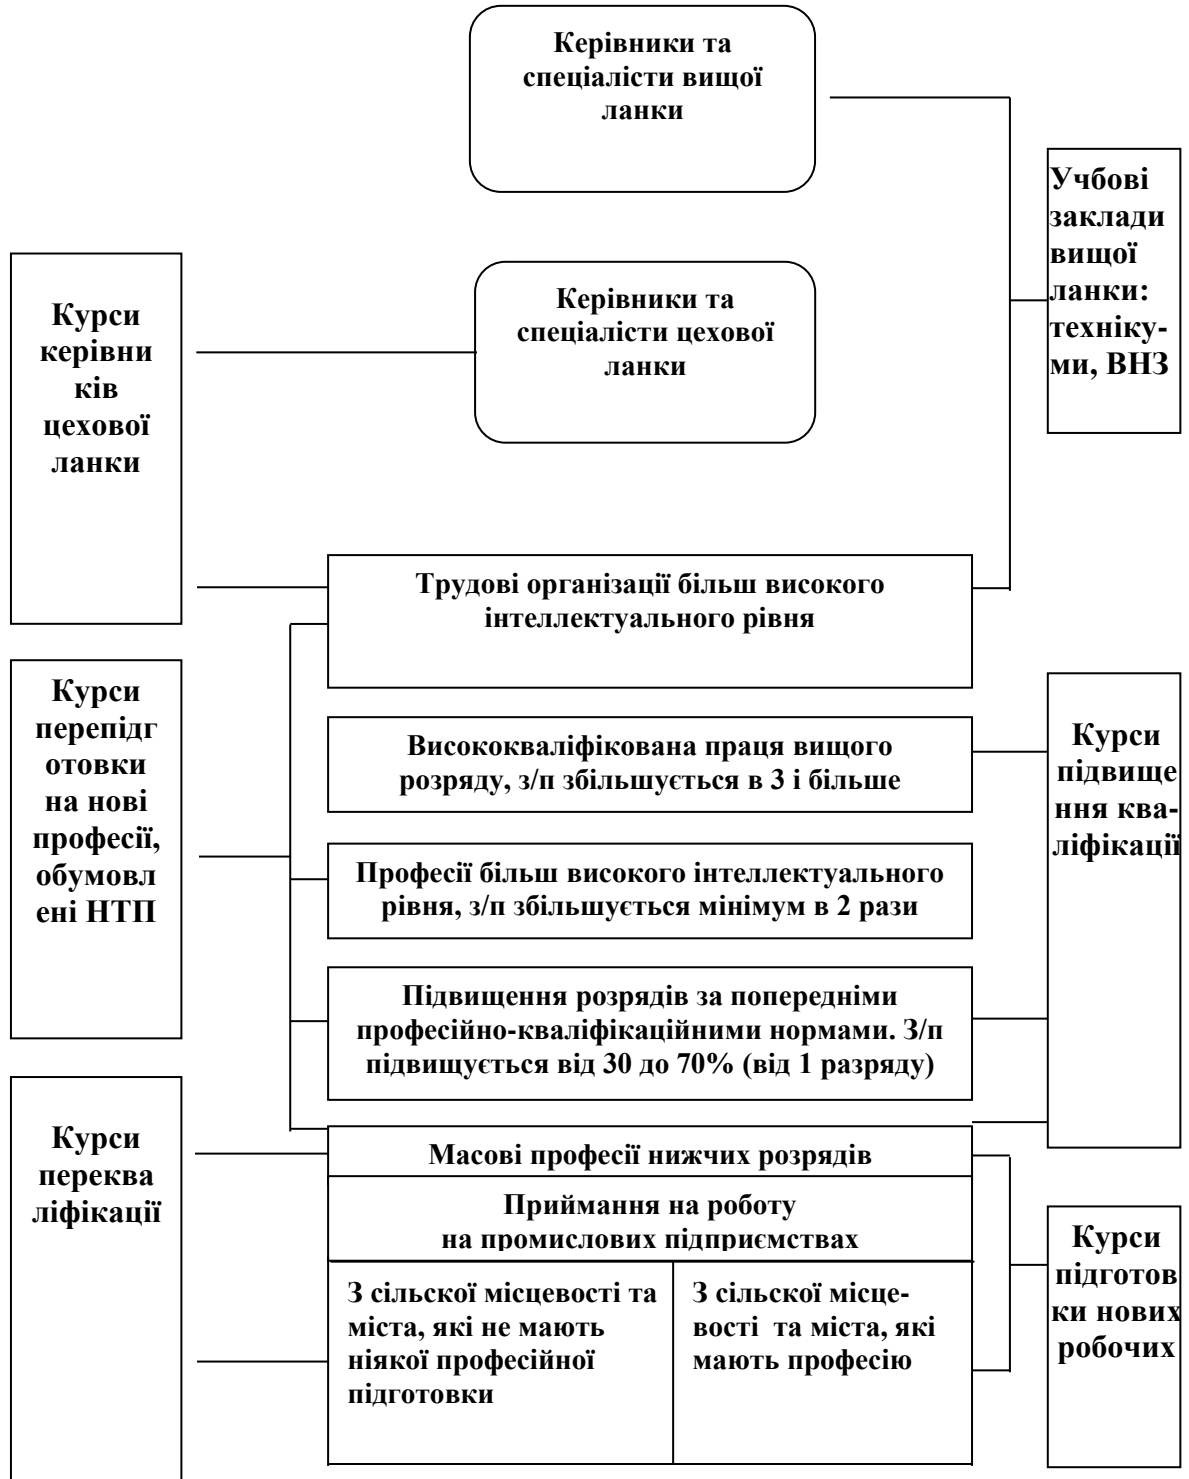 Керівники та
спеціалісти вищої
ланки
Учбові
заклади
вищої
ланки:
техніку-
ми, ВНЗ
Курси
керівни
ків
цехової
ланки
Керівники та
спеціалісти цехової
ланки
Трудові організації більш високого
інтеллектуального рівня
Курси
перепідг
отовки
на нові
професії,
обумовл
ені НТП
Висококваліфікована праця вищого
розряду, з/п збільшується в 3 і більше
Курси
підвище
ння ква-
ліфікації
Професії більш високого інтеллектуального
рівня, з/п збільшується мінімум в 2 рази
Підвищення розрядів за попередніми
професійно-кваліфікаційними нормами. З/п
підвищується від 30 до 70% (від 1 разряду)
Курси
переква
ліфікації
Масові професії нижчих розрядів
Приймання на роботу
на промислових підприємствах
З сільскої місцевості та
міста, які не мають
ніякої професійної
підготовки
З сільскої місце-
вості та міста, які
мають професію
Курси
підготов
ки нових
робочих